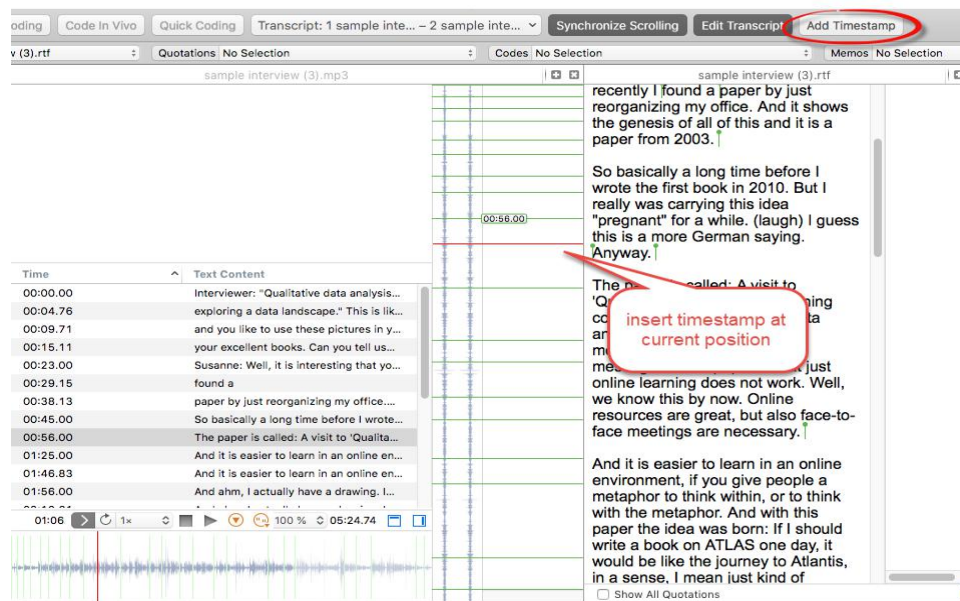 oding
Code In Vivo
Quick Coding
Transcript: 1 sample inte... – 2 sample inte...
Synchronize Scrolling
Edit Transcript
Add Timestamp
v (3).rtf
Quotations No Selection
Codes No Selection
Memos No Selection
sample interview (3).mp3
sample interview (3).rtf
Time
Text Content
00:00.00 Interviewer: "Qualitative data analysis...
00:04.76 exploring a data landscape." This is lik...
00:09.71 and you like to use these pictures in y...
00:15.11 your excellent books. Can you tell us...
00:23.00 Susanne: Well, it is interesting that yo...
00:29.15 found a
00:38.13 paper by just reorganizing my office....
00:45.00 So basically a long time before I wrote...
00:56.00 The paper is called: A visit to 'Qualita...
01:25.00 And it is easier to learn in an online en...
01:46.83 And it is easier to learn in an online en...
01:56.00 And ahm, I actually have a drawing. I...
01:06
1x
100 %
05:24.74
00:56.00
insert timestamp at
current position
recently I found a paper by just
reorganizing my office. And it shows
the genesis of all of this and it is a
paper from 2003.
So basically a long time before I
wrote the first book in 2010. But I
really was carrying this idea
"pregnant" for a while. (laugh) I guess
this is a more German saying.
Anyway.
The called: A visit to
just
online learning does not work. Well,
we know this by now. Online
resources are great, but also face-to-
face meetings are necessary.
And it is easier to learn in an online
environment, if you give people a
metaphor to think within, or to think
with the metaphor. And with this
paper the idea was born: If I should
write a book on ATLAS one day, it
would be like the journey to Atlantis,
in a sense, I mean just kind of
Show All Quotations